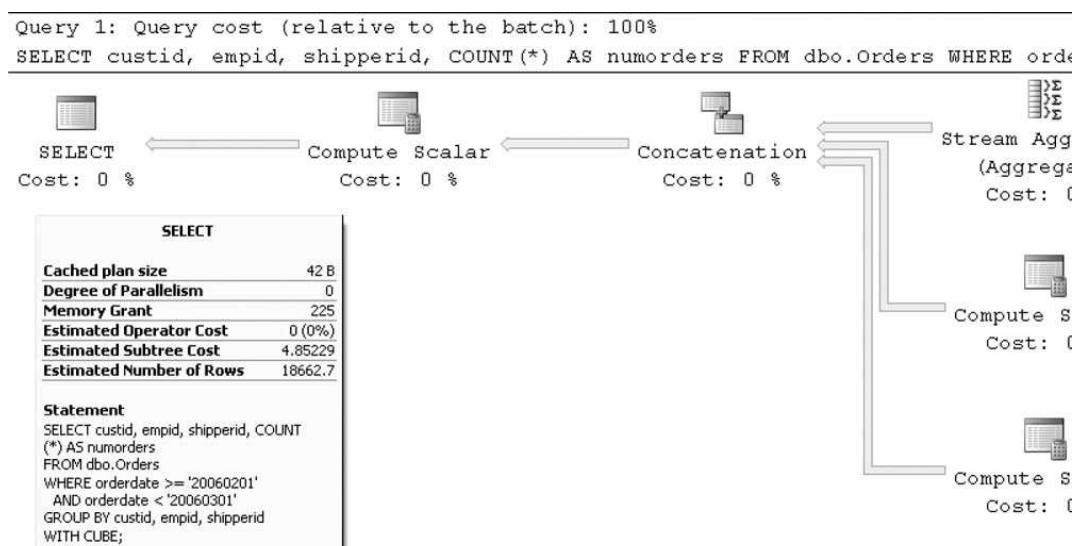 Query 1: Query cost (relative to the batch): 100%
SELECT custid, empid, shipperid, COUNT(*) AS numorders FROM dbo.Orders WHERE orde
SELECT
Cost: 0 %
Compute Scalar
Cost: 0 %
Concatenation
Cost: 0 %
Stream Agg
(Aggrega
Cost: 0
Compute S
Cost: 0
Compute S
Cost: 0
SELECT
Cached plan size 42 B
Degree of Parallelism 0
Memory Grant 225
Estimated Operator Cost 0 (0%)
Estimated Subtree Cost 4.85229
Estimated Number of Rows 18662.7
Statement
SELECT custid, empid, shipperid, COUNT
(*) AS numorders
FROM dbo.Orders
WHERE orderdate >= '20060201'
AND orderdate < '20060301'
GROUP BY custid, empid, shipperid
WITH CUBE;